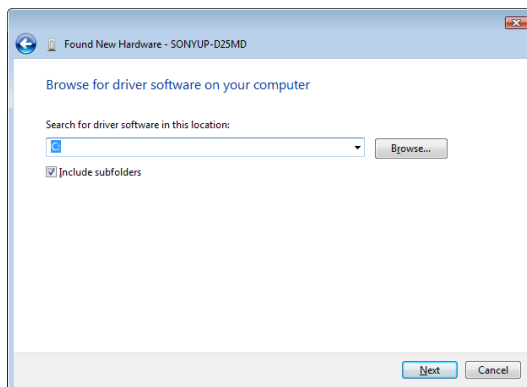 Found New Hardware - SONYUP-D25MD
Browse for driver software on your computer
Search for driver software in this location:
C:
Browse...
Include subfolders
Next
Cancel